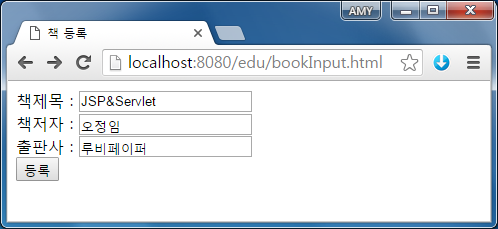 AMY
책 등록
localhost:8080/edu/bookInput.html
책제목 : JSP&Servlet
책저자 : 오정임
출판사 : 루비페이퍼
등록